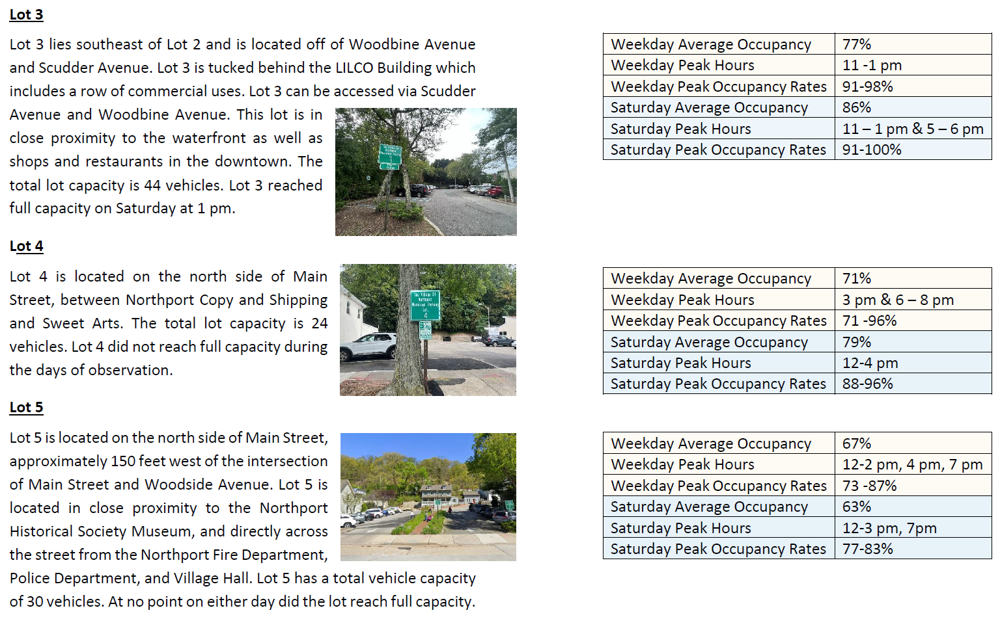 Lot 3
Lot 3 lies southeast of Lot 2 and is located off of Woodbine Avenue
and Scudder Avenue. Lot 3 is tucked behind the LILCO Building which
includes a row of commercial uses. Lot 3 can be accessed via Scudder
Avenue and Woodbine Avenue. This lot is in
close proximity to the waterfront as well as
shops and restaurants in the downtown. The
total lot capacity is 44 vehicles. Lot 3 reached
full capacity on Saturday at 1 pm.
Weekday Average Occupancy 77%
Weekday Peak Hours 11 -1 pm
Weekday Peak Occupancy Rates 91-98%
Saturday Average Occupancy 86%
Saturday Peak Hours 11 – 1 pm & 5 – 6 pm
Saturday Peak Occupancy Rates 91-100%
Lot 4
Lot 4 is located on the north side of Main
Street, between Northport Copy and Shipping
and Sweet Arts. The total lot capacity is 24
vehicles. Lot 4 did not reach full capacity during
the days of observation.
The Village Of
Northport
Municipal Parking
Lot
4
Weekday Average Occupancy 71%
Weekday Peak Hours 3 pm & 6 – 8 pm
Weekday Peak Occupancy Rates 71 -96%
Saturday Average Occupancy 79%
Saturday Peak Hours 12-4 pm
Saturday Peak Occupancy Rates 88-96%
Lot 5
Lot 5 is located on the north side of Main Street,
approximately 150 feet west of the intersection
of Main Street and Woodside Avenue. Lot 5 is
located in close proximity to the Northport
Historical Society Museum, and directly across
the street from the Northport Fire Department,
Police Department, and Village Hall. Lot 5 has a total vehicle capacity
of 30 vehicles. At no point on either day did the lot reach full capacity.
Weekday Average Occupancy 67%
Weekday Peak Hours 12-2 pm, 4 pm, 7 pm
Weekday Peak Occupancy Rates 73 -87%
Saturday Average Occupancy 63%
Saturday Peak Hours 12-3 pm, 7pm
Saturday Peak Occupancy Rates 77-83%